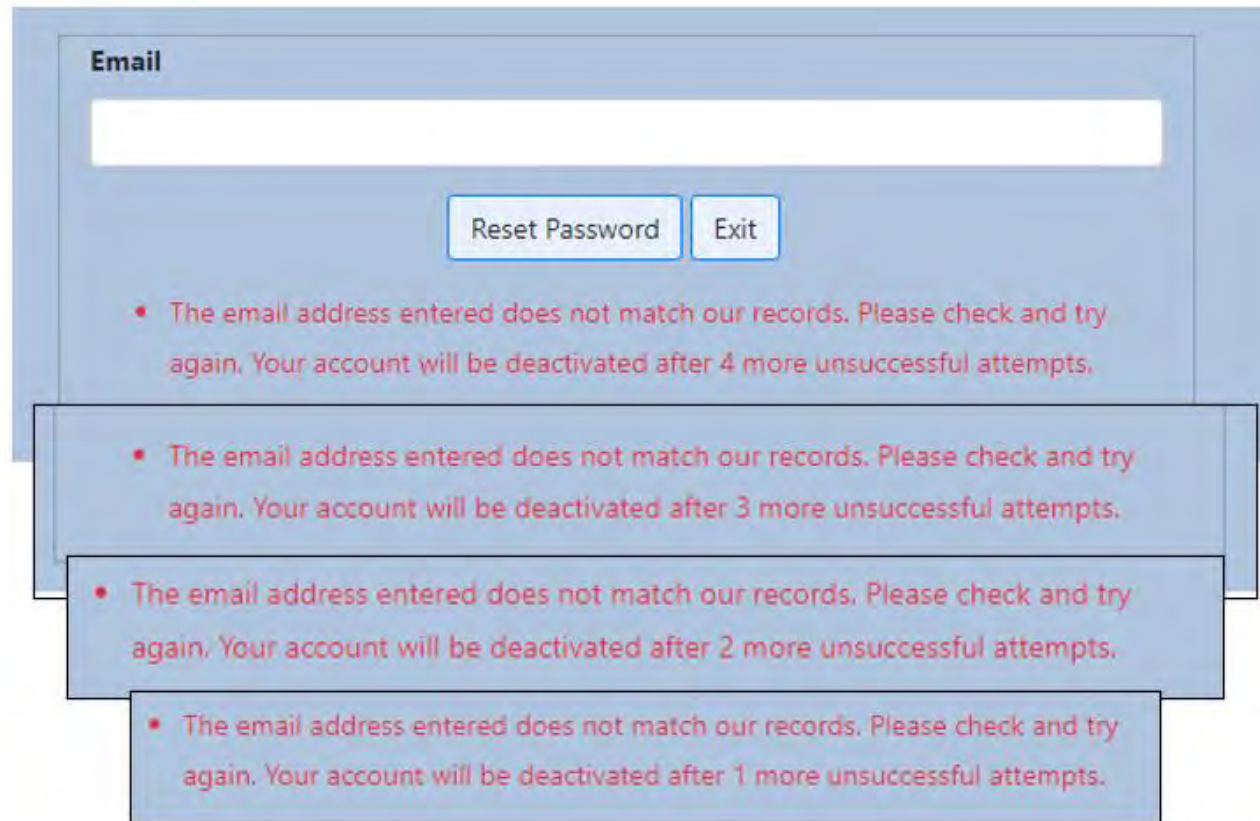 Email
Reset Password Exit
• The email address entered does not match our records. Please check and try
again. Your account will be deactivated after 4 more unsuccessful attempts.
• The email address entered does not match our records. Please check and try
again. Your account will be deactivated after 3 more unsuccessful attempts.
• The email address entered does not match our records. Please check and try
again. Your account will be deactivated after 2 more unsuccessful attempts.
• The email address entered does not match our records. Please check and try
again. Your account will be deactivated after 1 more unsuccessful attempts.